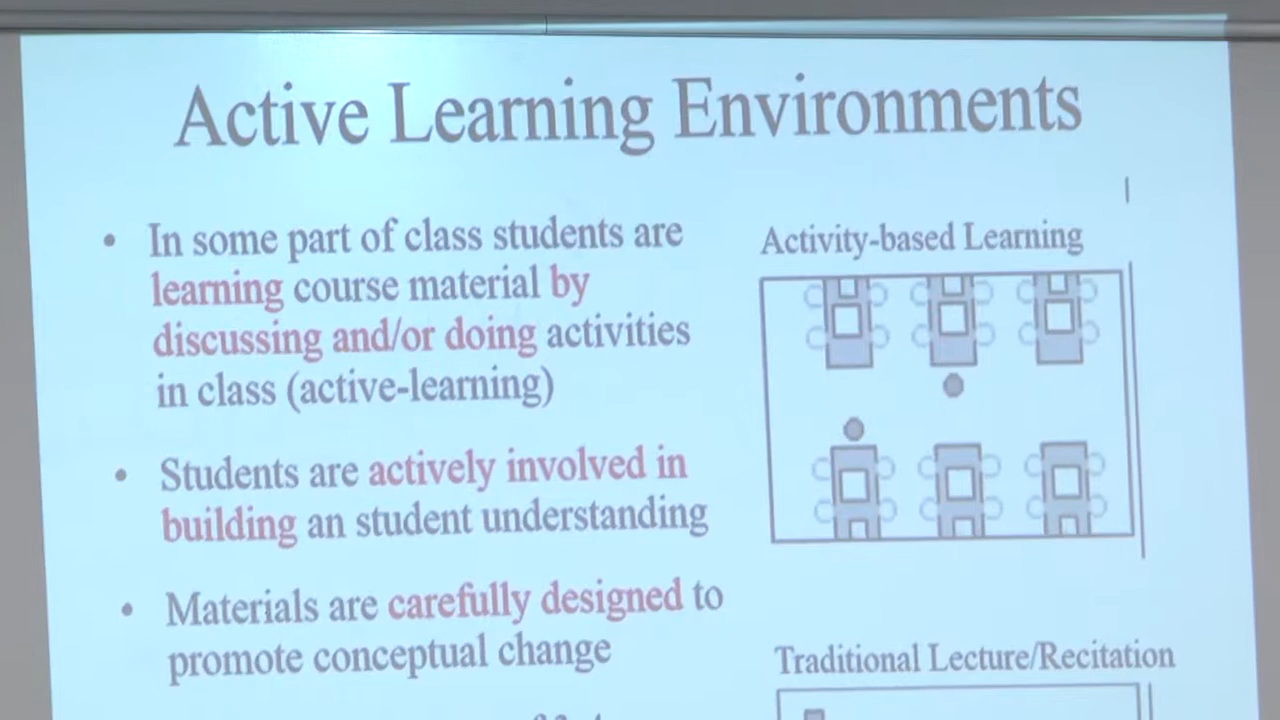 Active Learning Environments
• In some part of class students are
learning course material by
discussing and/or doing activities
in class (active-learning)
• Students are actively involved in
building an student understanding
• Materials are carefully designed to
promote conceptual change
Activity-based Learning
Traditional Lecture/Recitation